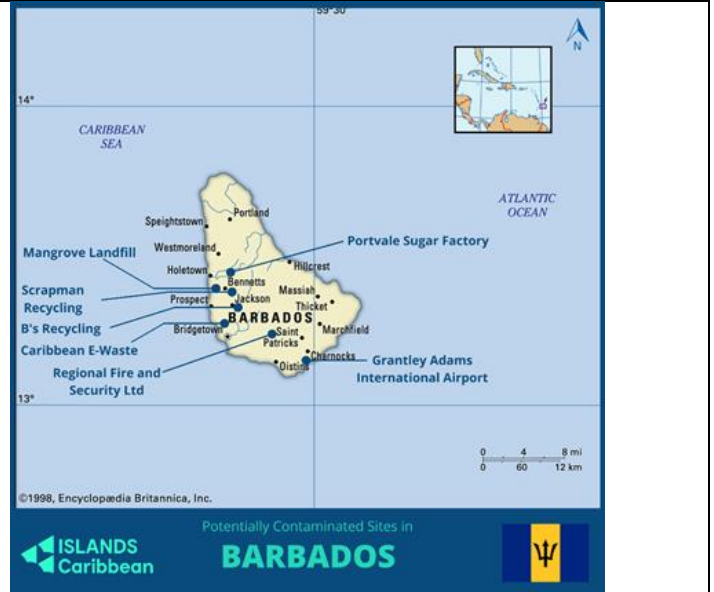 59°30'
N
14°
CARIBBEAN
SEA
ATLANTIC
OCEAN
Portland
Speightstown
Westmoreland
Portvale Sugar Factory
Mangrove Landfill
Holetown
Hillcrest
Bennetts
Scrapman
Recycling
Massiah
Prospect
Jackson
Thicket
B's Recycling
BARBADOS
Bridgetown
Saint
Patricks
Marchfield
Caribbean E-Waste
Charnocks
Regional Fire and
Security Ltd
Oistins
Grantley Adams
International Airport
13°
0 4 8 mi
0 60 12 km
©1998, Encyclopædia Britannica, Inc.
Potentially Contaminated Sites in
BARBADOS
ISLANDS
Caribbean